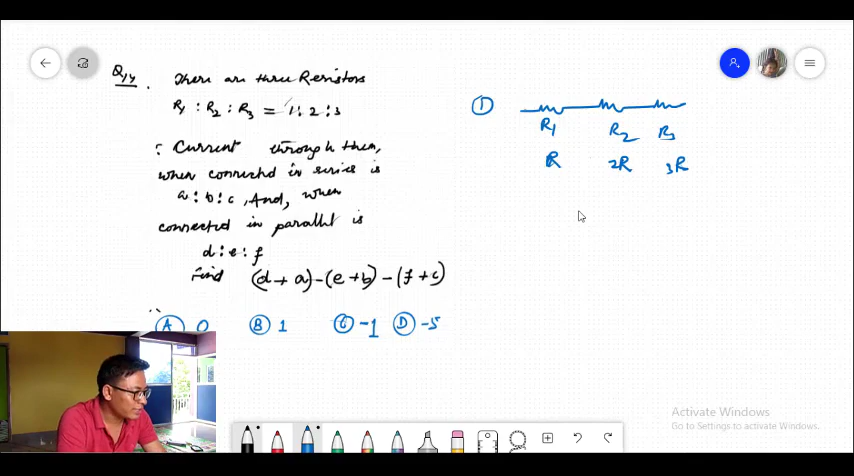 Q14. There are three Resistors
R1 : R2 : R3 = 1 : 2 : 3
: Current through them,
when connected in series is
a : b : c, And, when
connected in parallel is
d : e : f
Find (d + a) - (e + b) - (f + c)
A 0 B 1 C -1 D -5
1
R1 R2 R3
R 2R 3R
Activate Windows
Go to Settings to activate Windows.